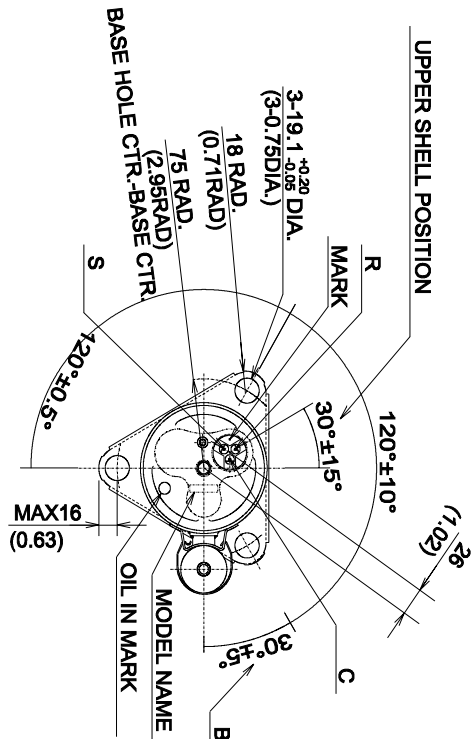 UPPER SHELL POSITION
120°±10°
26
(1.02)
R
MARK
30°±15°
C
3-19.1 +0.20 -0.05 DIA.
(3-0.75DIA.)
18 RAD.
(0.71RAD)
75 RAD.
(2.95RAD)
BASE HOLE CTR.-BASE CTR.
S
120°±0.5°
30°±5°
B
MAX16
(0.63)
OIL IN MARK
MODEL NAME